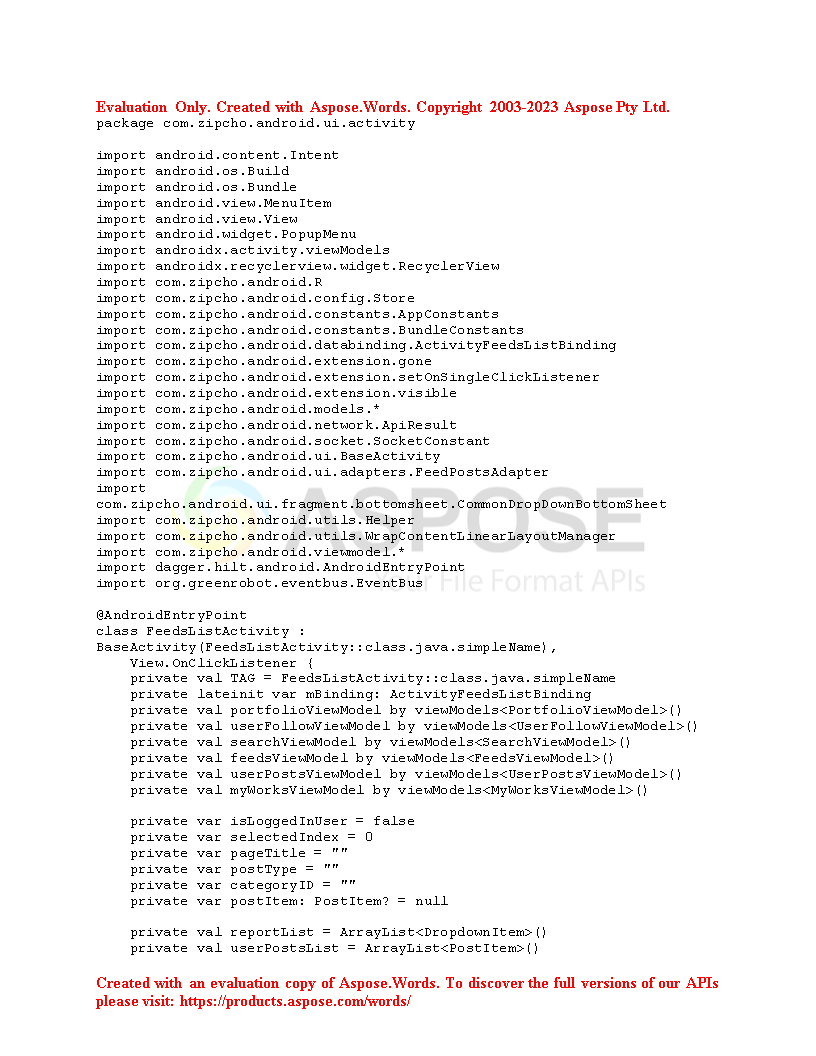 Evaluation Only. Created with Aspose.Words. Copyright 2003-2023 Aspose Pty Ltd.
package com.zipcho.android.ui.activity

import android.content.Intent
import android.os.Build
import android.os.Bundle
import android.view.MenuItem
import android.view.View
import android.widget.PopupMenu
import androidx.activity.viewModels
import androidx.recyclerview.widget.RecyclerView
import com.zipcho.android.R
import com.zipcho.android.config.Store
import com.zipcho.android.constants.AppConstants
import com.zipcho.android.constants.BundleConstants
import com.zipcho.android.databinding.ActivityFeedsListBinding
import com.zipcho.android.extension.gone
import com.zipcho.android.extension.setOnSingleClickListener
import com.zipcho.android.extension.visible
import com.zipcho.android.models.*
import com.zipcho.android.network.ApiResult
import com.zipcho.android.socket.SocketConstant
import com.zipcho.android.ui.BaseActivity
import com.zipcho.android.ui.adapters.FeedPostsAdapter
import
com.zipcho.android.ui.fragment.bottomsheet.CommonDropDownBottomSheet
import com.zipcho.android.utils.Helper
import com.zipcho.android.utils.WrapContentLinearLayoutManager
import com.zipcho.android.viewmodel.*
import dagger.hilt.android.AndroidEntryPoint
import org.greenrobot.eventbus.EventBus
ASPOSE
Your File Format APIs

@AndroidEntryPoint
class FeedsListActivity :
BaseActivity(FeedsListActivity::class.java.simpleName),
    View.OnClickListener {
    private val TAG = FeedsListActivity::class.java.simpleName
    private lateinit var mBinding: ActivityFeedsListBinding
    private val portfolioViewModel by viewModels<PortfolioViewModel>()
    private val userFollowViewModel by viewModels<UserFollowViewModel>()
    private val searchViewModel by viewModels<SearchViewModel>()
    private val feedsViewModel by viewModels<FeedsViewModel>()
    private val userPostsViewModel by viewModels<UserPostsViewModel>()
    private val myWorksViewModel by viewModels<MyWorksViewModel>()

    private var isLoggedInUser = false
    private var selectedIndex = 0
    private var pageTitle = ""
    private var postType = ""
    private var categoryID = ""
    private var postItem: PostItem? = null

    private val reportList = ArrayList<DropdownItem>()
    private val userPostsList = ArrayList<PostItem>()

Created with an evaluation copy of Aspose.Words. To discover the full versions of our APIs
please visit: https://products.aspose.com/words/